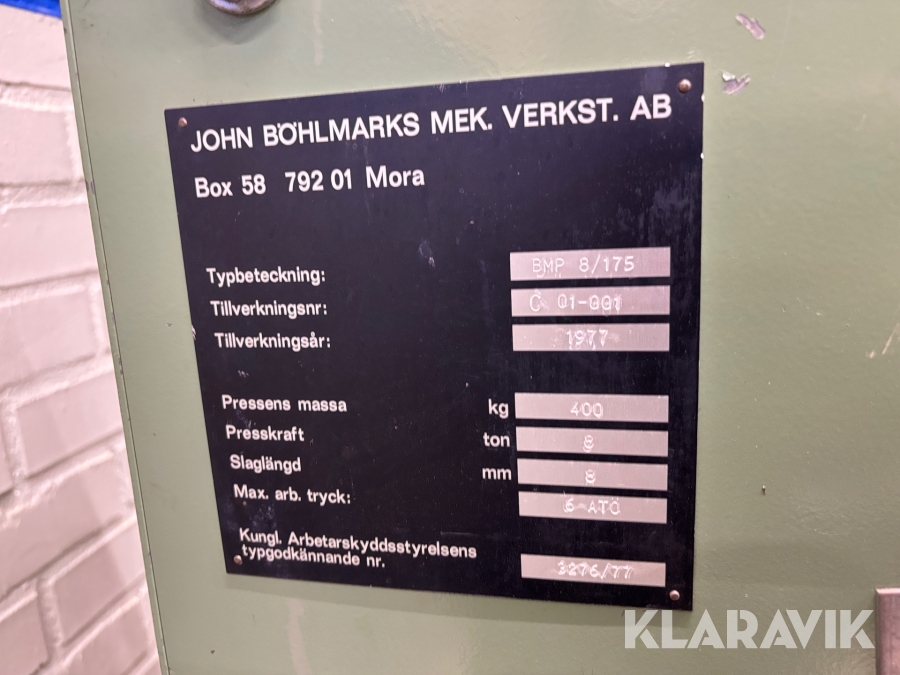 JOHN BÖHLMARKS MEK. VERKST. AB
Box 58 792 01 Mora
Typbeteckning: BMP 8/175
Tillverkningsnr: C 01-001
Tillverkningsår: 1977
Pressens massa kg 400
Presskraft ton 8
Slaglängd mm 8
Max. arb. tryck: 6 ATÖ
Kungl. Arbetarskyddsstyrelsens
typgodkännande nr. 3276/77
KLARAVIK